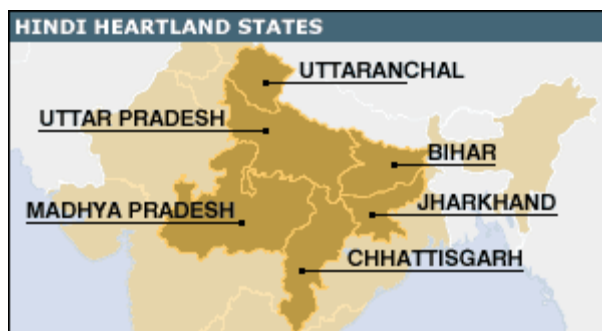 HINDI HEARTLAND STATES
UTTARANCHAL
UTTAR PRADESH
BIHAR
MADHYA PRADESH
JHARKHAND
CHHATTISGARH